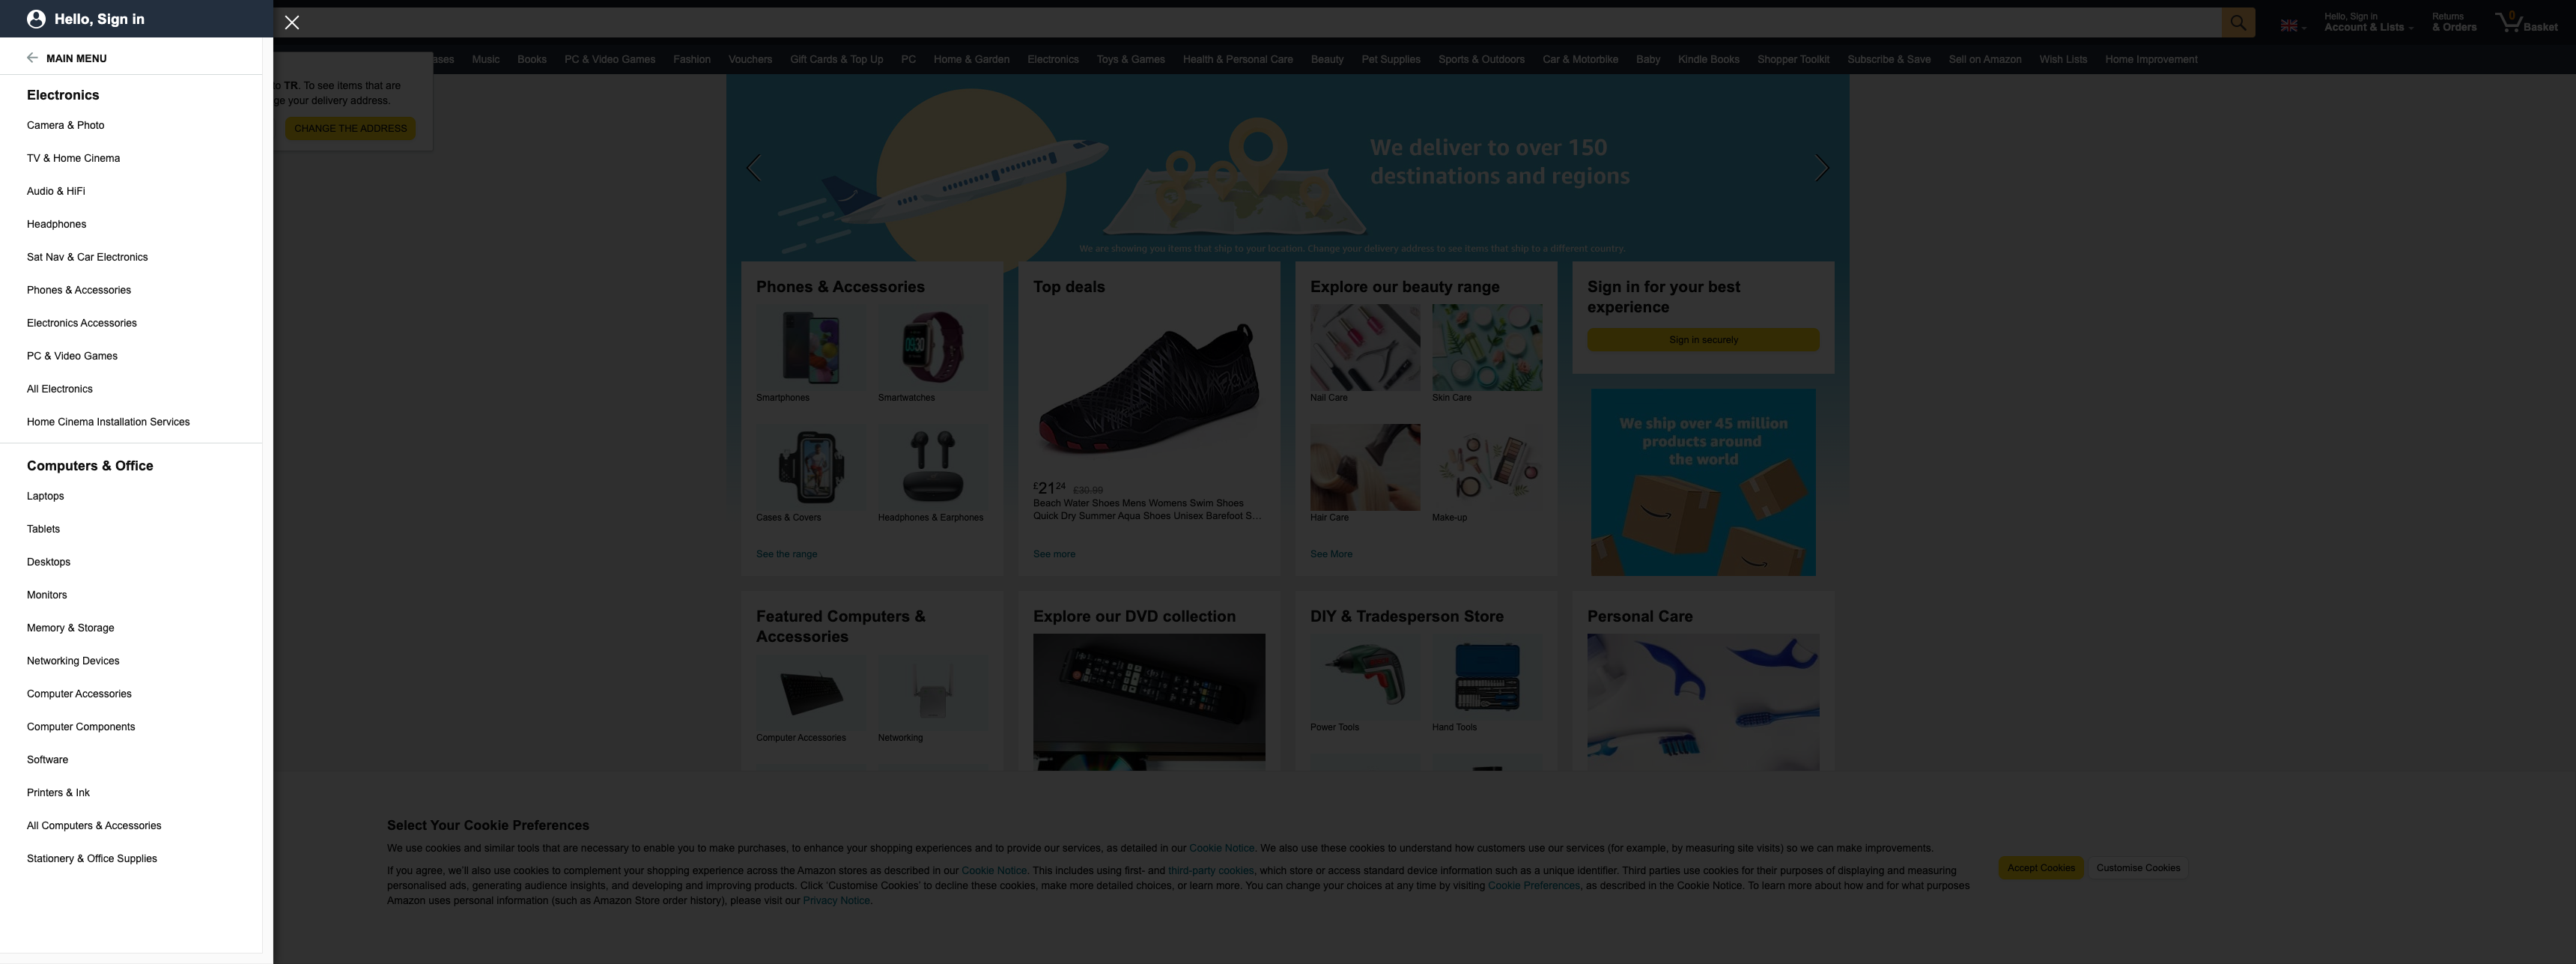 Hello, Sign in
MAIN MENU
Electronics
Camera & Photo
TV & Home Cinema
Audio & HiFi
Headphones
Sat Nav & Car Electronics
Phones & Accessories
Electronics Accessories
PC & Video Games
All Electronics
Home Cinema Installation Services
Computers & Office
Laptops
Tablets
Desktops
Monitors
Memory & Storage
Networking Devices
Computer Accessories
Computer Components
Software
Printers & Ink
All Computers & Accessories
Stationery & Office Supplies
Hello, Sign in
Account & Lists
Returns
& Orders
0
Basket
ases Music Books PC & Video Games Fashion Vouchers Gift Cards & Top Up PC Home & Garden Electronics Toys & Games Health & Personal Care Beauty Pet Supplies Sports & Outdoors Car & Motorbike Baby Kindle Books Shopper Toolkit Subscribe & Save Sell on Amazon Wish Lists Home Improvement
to TR. To see items that are
ge your delivery address.
CHANGE THE ADDRESS
We deliver to over 150
destinations and regions
We are showing you items that ship to your location. Change your delivery address to see items that ship to a different country.
Phones & Accessories
Smartphones
Smartwatches
Cases & Covers
Headphones & Earphones
See the range
Top deals
£21.24 £30.99
Beach Water Shoes Mens Womens Swim Shoes
Quick Dry Summer Aqua Shoes Unisex Barefoot S…
See more
Explore our beauty range
Nail Care
Skin Care
Hair Care
Make-up
See More
Sign in for your best
experience
Sign in securely
We ship over 45 million
products around
the world
Featured Computers &
Accessories
Computer Accessories
Networking
Explore our DVD collection
DIY & Tradesperson Store
Power Tools
Hand Tools
Personal Care
Select Your Cookie Preferences
We use cookies and similar tools that are necessary to enable you to make purchases, to enhance your shopping experiences and to provide our services, as detailed in our Cookie Notice. We also use these cookies to understand how customers use our services (for example, by measuring site visits) so we can make improvements.
If you agree, we'll also use cookies to complement your shopping experience across the Amazon stores as described in our Cookie Notice. This includes using first- and third-party cookies, which store or access standard device information such as a unique identifier. Third parties use cookies for their purposes of displaying and measuring
personalised ads, generating audience insights, and developing and improving products. Click 'Customise Cookies' to decline these cookies, make more detailed choices, or learn more. You can change your choices at any time by visiting Cookie Preferences, as described in the Cookie Notice. To learn more about how and for what purposes
Amazon uses personal information (such as Amazon Store order history), please visit our Privacy Notice.
Accept Cookies
Customise Cookies